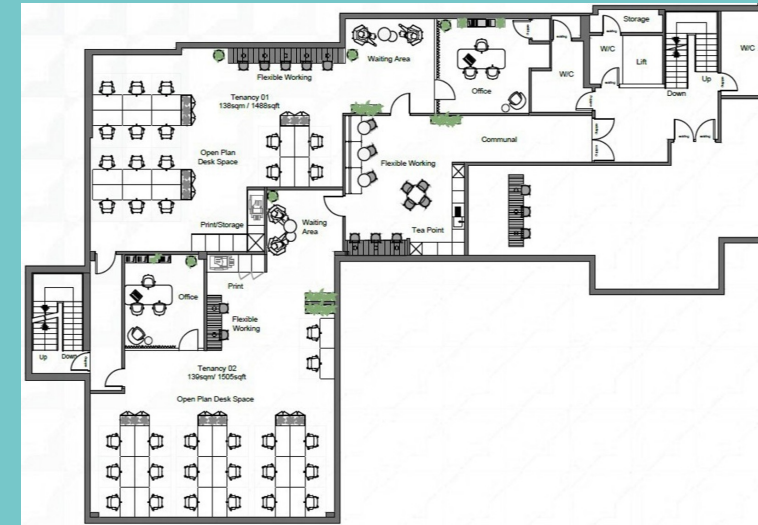 Storage
W/C
W/C
Lift
Waiting Area
Flexible Working
Office
W/C
Down
Up
Tenancy 01
138sqm / 1488sqft
Communal
Open Plan
Desk Space
Flexible Working
Print/Storage
Waiting
Area
Tea Point
Print
Office
Flexible
Working
Up
Down
Tenancy 02
139sqm/ 1505sqft
Open Plan Desk Space